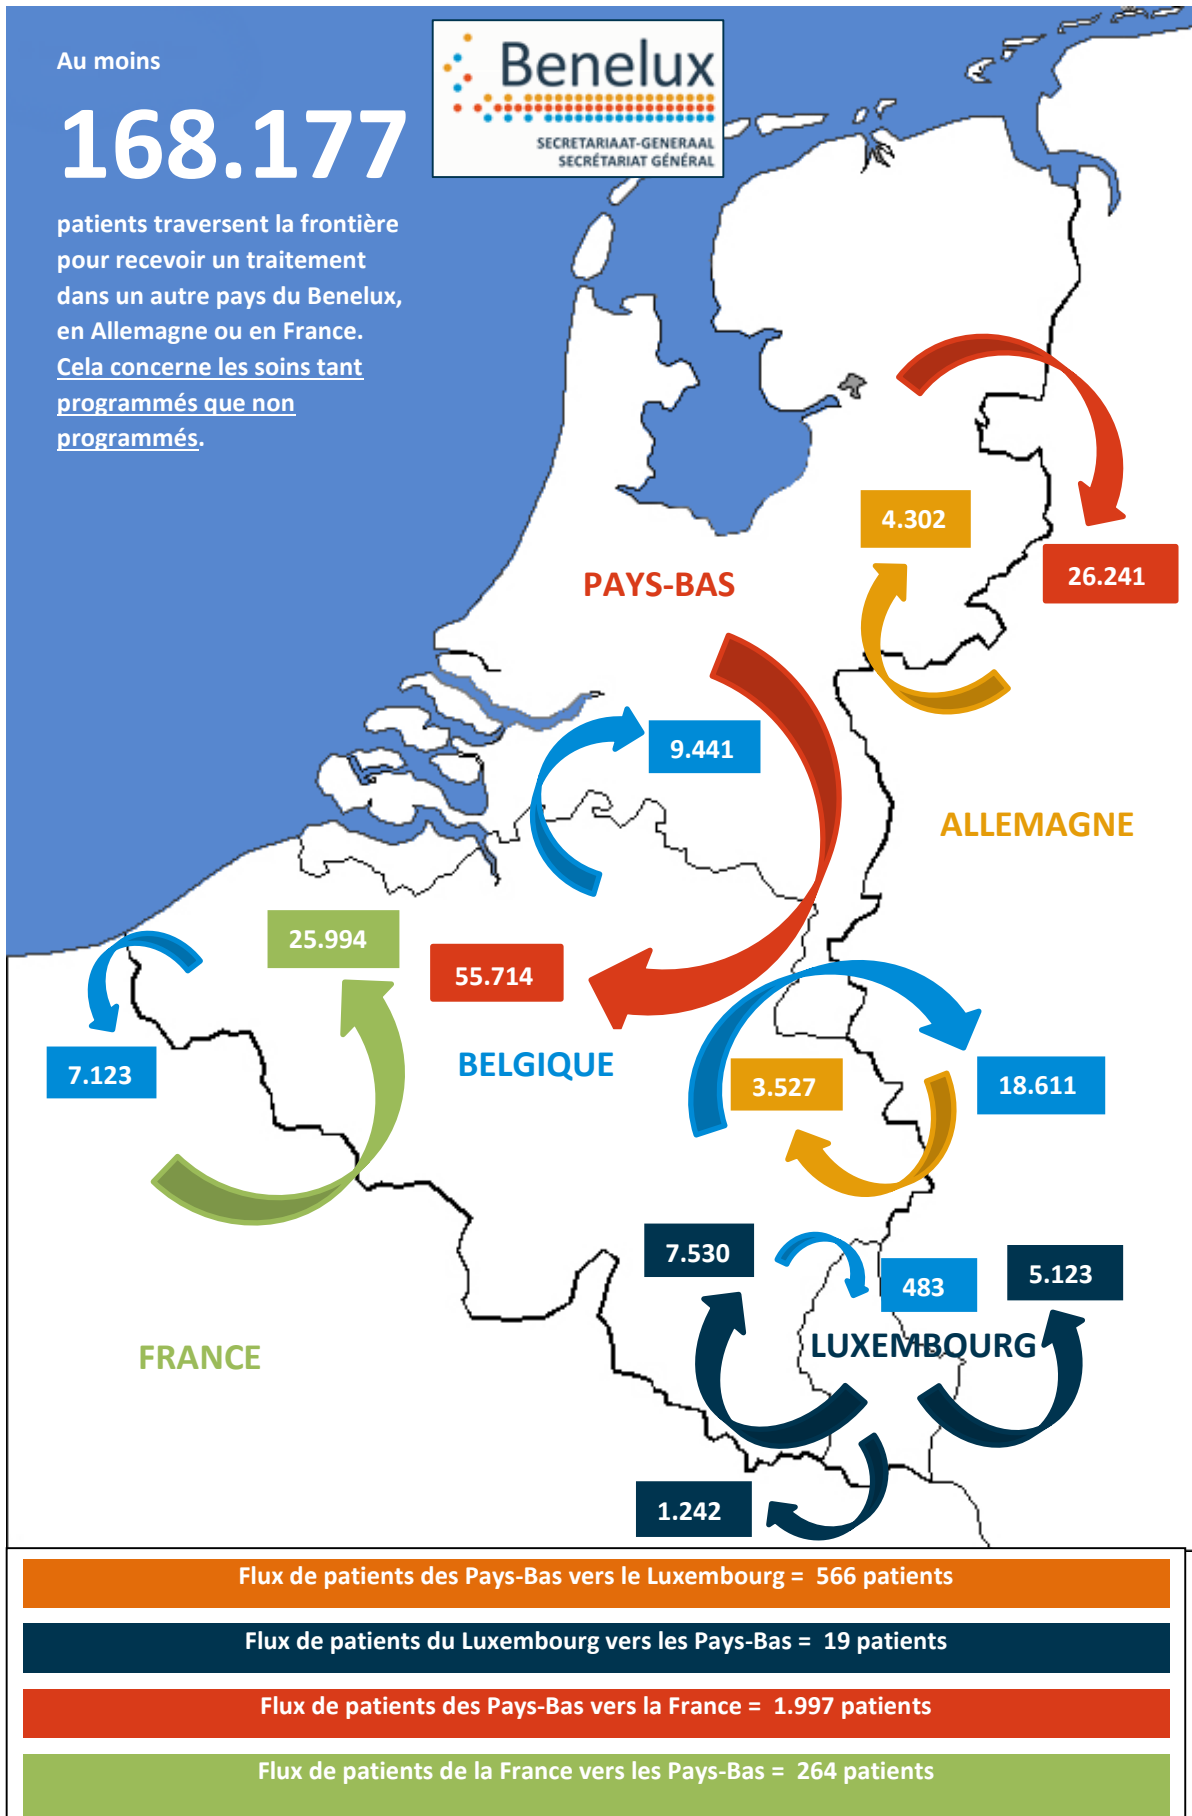 Au moins
168.177
patients traversent la frontière
pour recevoir un traitement
dans un autre pays du Benelux,
en Allemagne ou en France.
Cela concerne les soins tant
programmés que non
programmés.
Benelux
SECRETARIAAT-GENERAAL
SECRÉTARIAT GÉNÉRAL
4.302
26.241
PAYS-BAS
9.441
ALLEMAGNE
25.994
55.714
7.123
BELGIQUE
3.527
18.611
7.530
483
5.123
LUXEMBOURG
FRANCE
1.242
Flux de patients des Pays-Bas vers le Luxembourg = 566 patients
Flux de patients du Luxembourg vers les Pays-Bas = 19 patients
Flux de patients des Pays-Bas vers la France = 1.997 patients
Flux de patients de la France vers les Pays-Bas = 264 patients